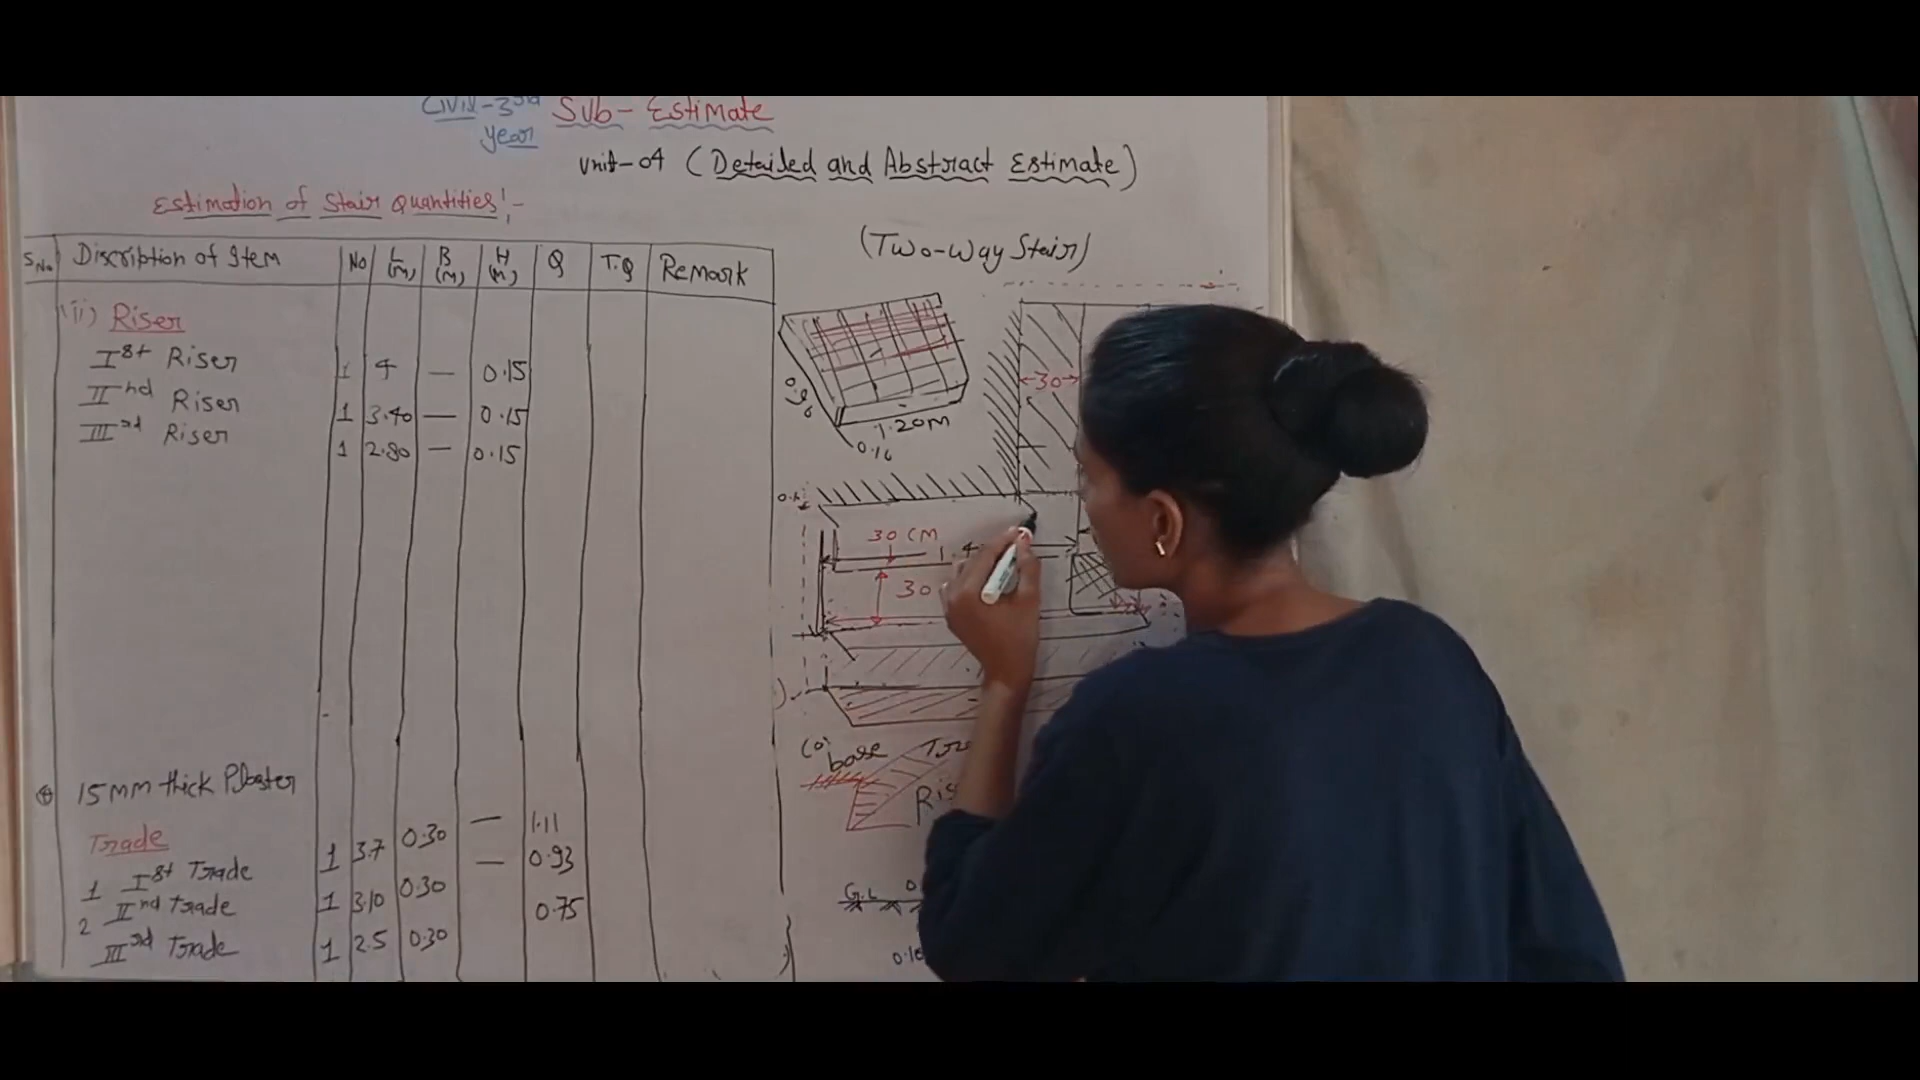 Civil-3rd Sub-Estimate
year
Unit-04 (Detailed and Abstract Estimate)
Estimation of Stair Quantities:-
S.No Discription of Item No L (m) B (M) H (M) Q T.Q Remark
(ii) Riser
Ist Riser 1 4 — 0.15
IInd Riser 1 3.40 — 0.15
IIIrd Riser 1 2.80 — 0.15
15MM thick Plaster
Trade
1 Ist Trade 1 3.7 0.30 — 1.11
2 IInd Trade 1 3.10 0.30 — 0.93
IIIrd Trade 1 2.5 0.30 0.75
(Two-Way Stair)
30
1.20M
30 CM
30
base
G.L